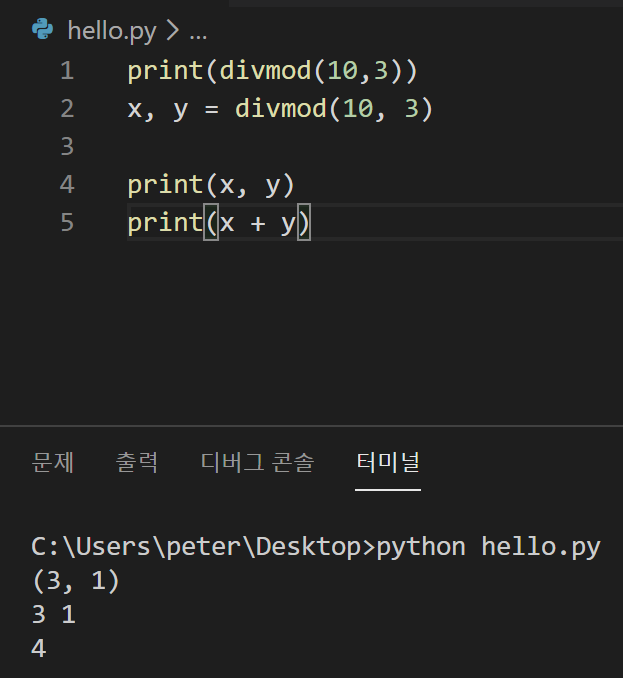 hello.py > ...
1 print(divmod(10,3))
2 x, y = divmod(10, 3)
3
4 print(x, y)
5 print(x + y)
문제 출력 디버그 콘솔 터미널
C:\Users\peter\Desktop>python hello.py
(3, 1)
3 1
4